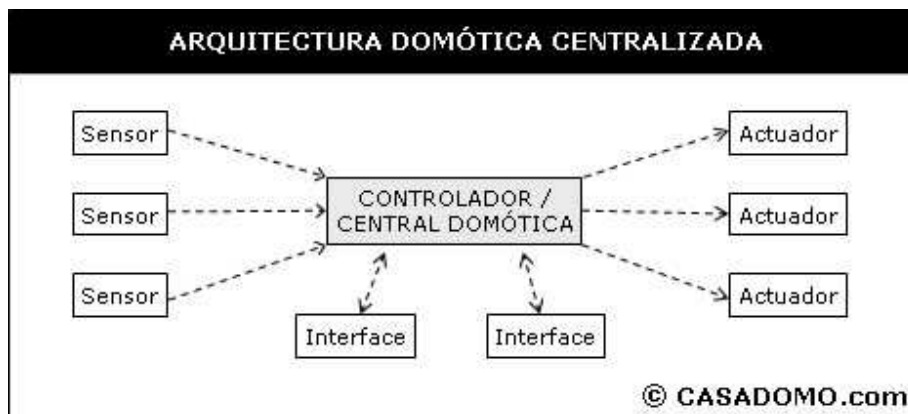 ARQUITECTURA DOMÓTICA CENTRALIZADA
Sensor
Actuador
CONTROLADOR /
CENTRAL DOMÓTICA
Sensor
Actuador
Sensor
Actuador
Interface
Interface
© CASADOMO.com